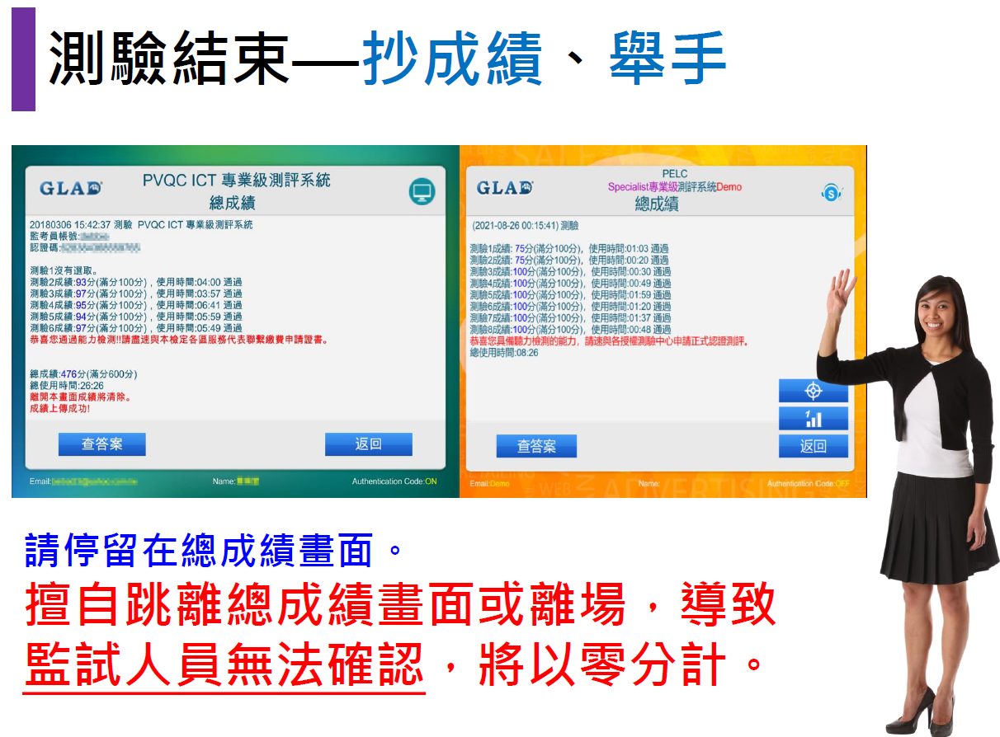 測驗結束—抄成績、舉手
GLAD
PVQC ICT 專業級測評系統
總成績
20180306 15:42:37 測驗 PVQC ICT 專業級測評系統
監考員帳號:
認證碼:
測驗1沒有選取。
測驗2成績:93分(滿分100分) , 使用時間:04:00 通過
測驗3成績:97分(滿分100分) , 使用時間:03:57 通過
測驗4成績:95分(滿分100分) , 使用時間:06:41 通過
測驗5成績:94分(滿分100分) , 使用時間:05:59 通過
測驗6成績:97分(滿分100分) , 使用時間:05:49 通過
恭喜您通過能力檢測!!請盡速與本檢定各區服務代表聯繫繳費申請證書。
總成績:476分(滿分600分)
總使用時間:26:26
離開本畫面成績將清除。
成績上傳成功!
查答案
返回
Email:
Name:
Authentication Code:ON
GLAD
PELC
Specialist專業級測評系統Demo
總成績
(2021-08-26 00:15:41) 測驗
測驗1成績: 75分(滿分100分), 使用時間:01:03 通過
測驗2成績: 75分(滿分100分), 使用時間:00:20 通過
測驗3成績:100分(滿分100分), 使用時間:00:30 通過
測驗4成績:100分(滿分100分), 使用時間:00:49 通過
測驗5成績:100分(滿分100分), 使用時間:01:59 通過
測驗6成績:100分(滿分100分), 使用時間:01:20 通過
測驗7成績:100分(滿分100分), 使用時間:01:37 通過
測驗8成績:100分(滿分100分), 使用時間:00:48 通過
恭喜您具備聽力檢測的能力，請速與各授權測驗中心申請正式認證測評。
總使用時間:08:26
查答案
返回
Email:Demo
Name:
Authentication Code:OFF
WEB
ADVERTISING
請停留在總成績畫面。
擅自跳離總成績畫面或離場，導致
監試人員無法確認，將以零分計。